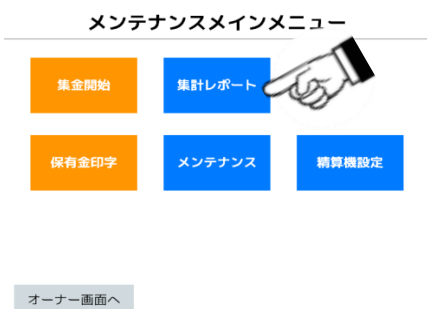 メンテナンスメインメニュー
集金開始
集計レポート
保有金印字
メンテナンス
精算機設定
オーナー画面へ